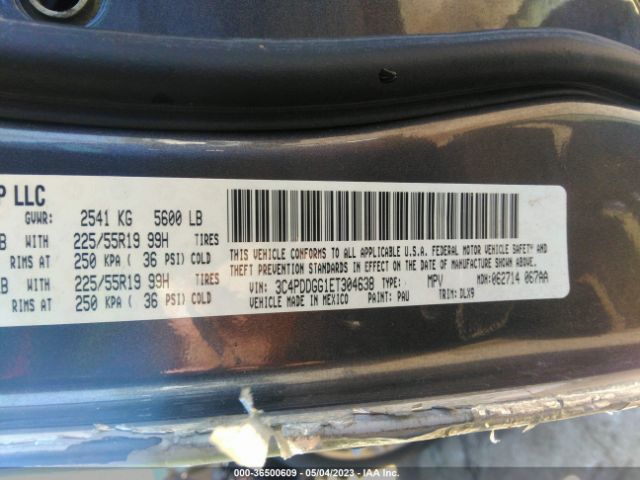 P LLC
GVWR: 2541 KG 5600 LB
B WITH 225/55R19 99H TIRES
RIMS AT 250 KPA ( 36 PSI) COLD
LB WITH 225/55R19 99H TIRES
RIMS AT 250 KPA ( 36 PSI) COLD
THIS VEHICLE CONFORMS TO ALL APPLICABLE U.S.A. FEDERAL MOTOR VEHICLE SAFETY AND
THEFT PREVENTION STANDARDS IN EFFECT ON THE DATE OF MANUFACTURE SHOWN ABOVE.
VIN: 3C4PDDGG1ET304638 TYPE: MPV MDH: 062714 067AA
MADE IN MEXICO PAINT: PAU TRIM: DLX9
000-36500609 - 05/04/2023 - IAA Inc.